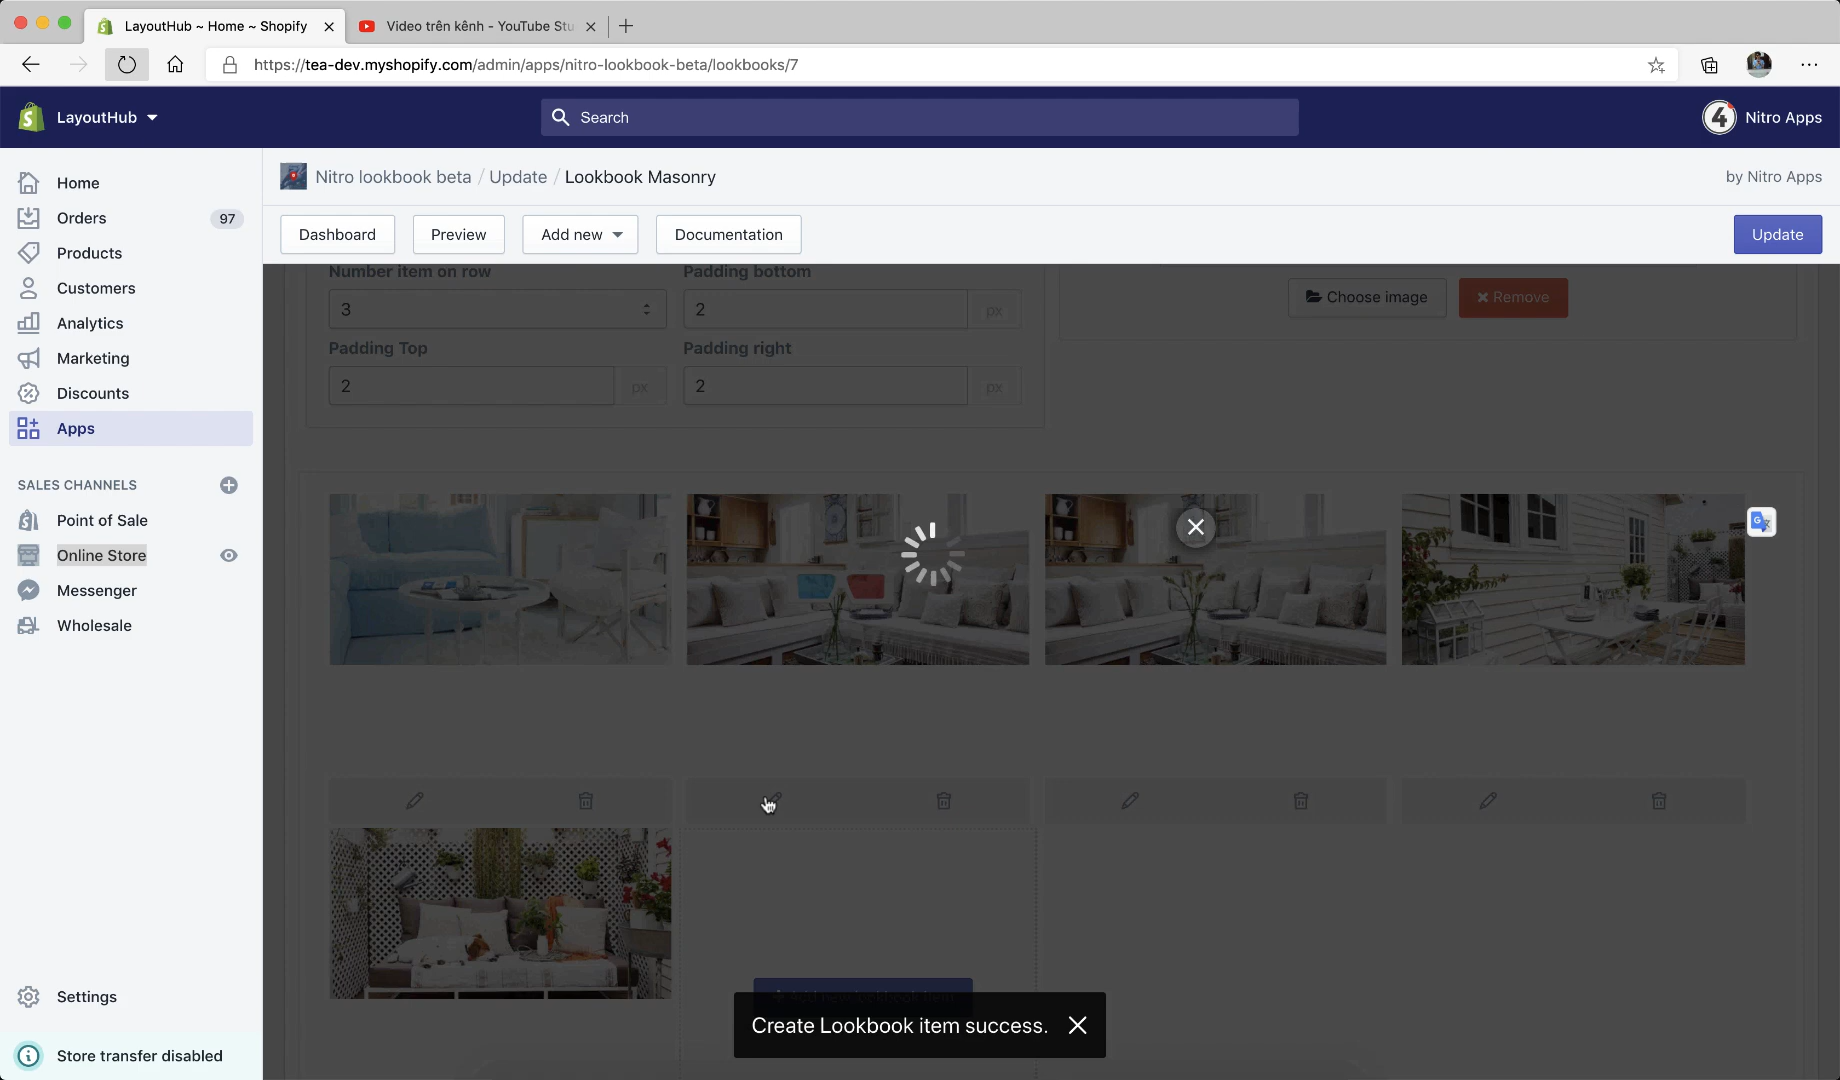 LayoutHub ~ Home ~ Shopify
Video trên kênh - YouTube Stu
https://tea-dev.myshopify.com/admin/apps/nitro-lookbook-beta/lookbooks/7
LayoutHub
Search
4
Nitro Apps
Home
Orders
97
Products
Customers
Analytics
Marketing
Discounts
Apps
SALES CHANNELS
Point of Sale
Online Store
Messenger
Wholesale
Settings
Store transfer disabled
Nitro lookbook beta / Update / Lookbook Masonry
by Nitro Apps
Dashboard
Preview
Add new
Documentation
Update
Number item on row
Padding bottom
3
2
px
Choose image
Remove
Padding Top
Padding right
2
px
2
px
Create Lookbook item success.